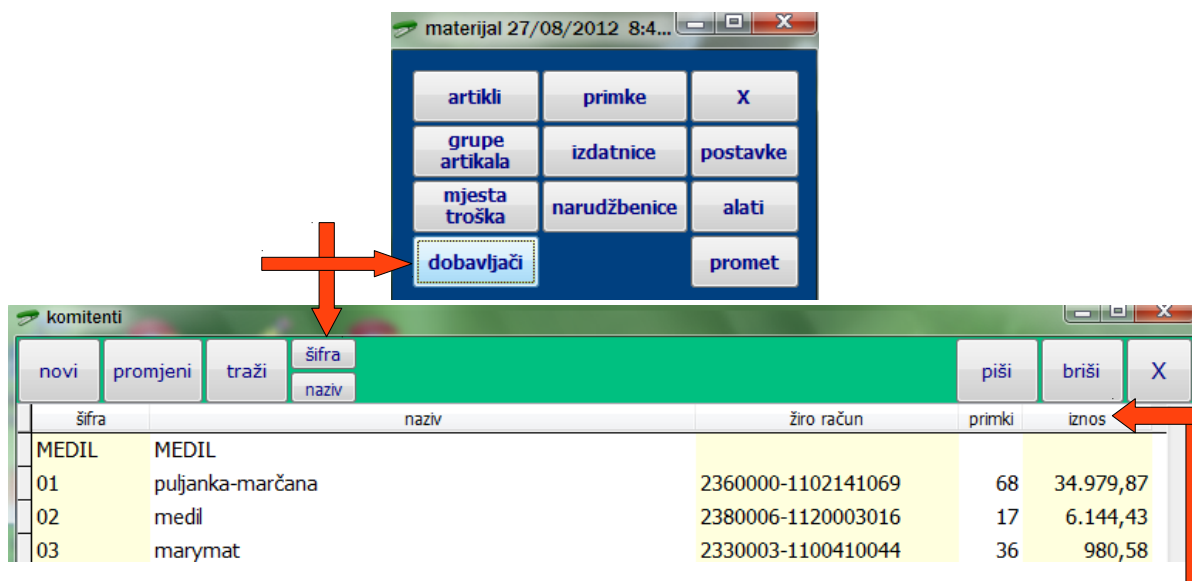 materijal 27/08/2012 8:4...
artikli primke X
grupe artikala izdatnice postavke
mjesta troška narudžbenice alati
dobavljači promet
komitenti
novi promjeni traži šifra naziv piši briši X
šifra naziv žiro račun primki iznos
MEDIL MEDIL
01 puljanka-marčana 2360000-1102141069 68 34.979,87
02 medil 2380006-1120003016 17 6.144,43
03 marymat 2330003-1100410044 36 980,58